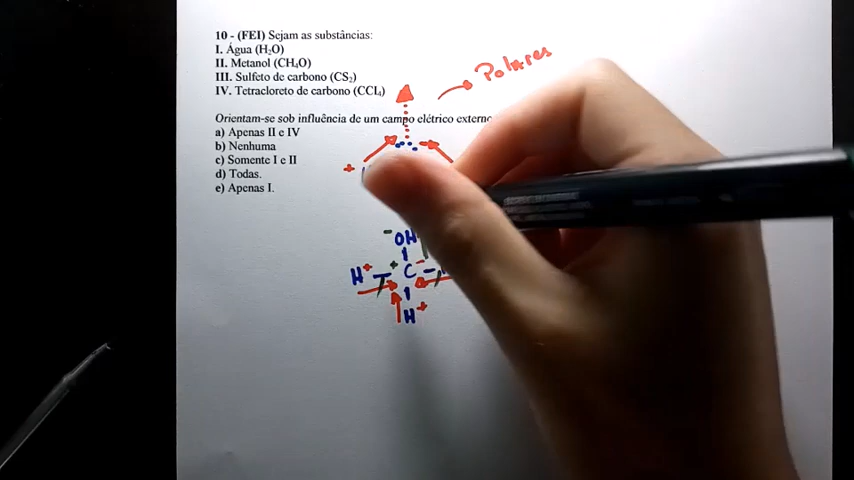 10 - (FEI) Sejam as substâncias:
I. Água (H₂O)
II. Metanol (CH₄O)
III. Sulfeto de carbono (CS₂)
IV. Tetracloreto de carbono (CCl₄)
Polares
Orientam-se sob influência de um campo elétrico externo
a) Apenas II e IV
b) Nenhuma
c) Somente I e II
d) Todas.
e) Apenas I.
+
- OH
H+ + C -
H+